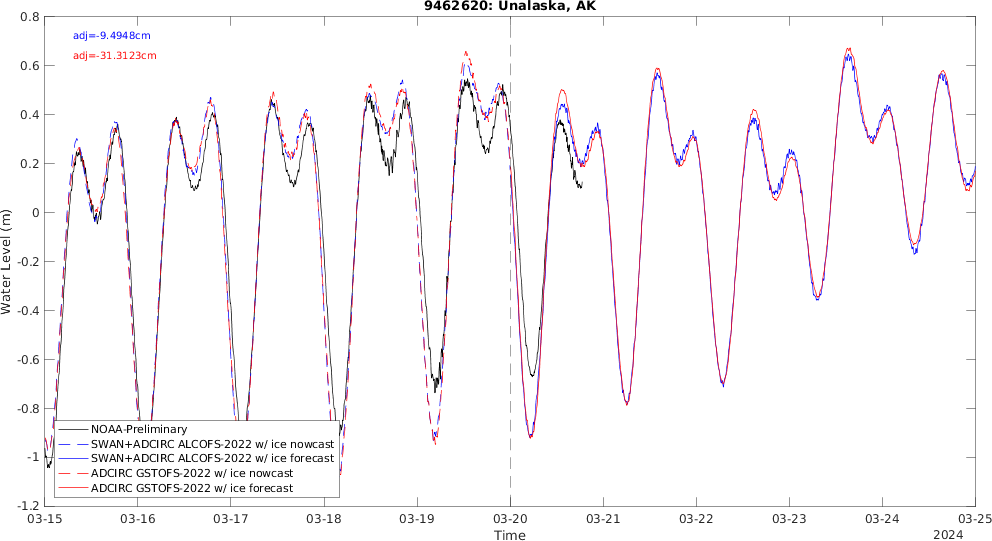 9462620: Unalaska, AK
adj=-9.4948cm
adj=-31.3123cm
Water Level (m)
0.8
0.6
0.4
0.2
0
-0.2
-0.4
-0.6
-0.8
-1
-1.2
NOAA-Preliminary
SWAN+ADCIRC ALCOFS-2022 w/ ice nowcast
SWAN+ADCIRC ALCOFS-2022 w/ ice forecast
ADCIRC GSTOFS-2022 w/ ice nowcast
ADCIRC GSTOFS-2022 w/ ice forecast
03-15 03-16 03-17 03-18 03-19 03-20 03-21 03-22 03-23 03-24 03-25
Time
2024